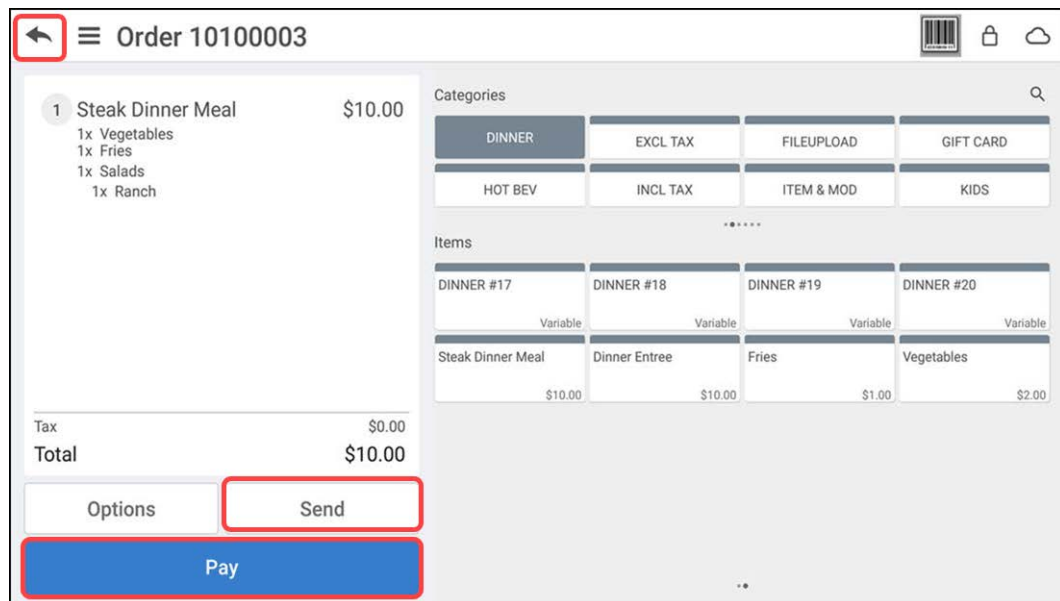 Order 10100003
1 Steak Dinner Meal $10.00
1x Vegetables
1x Fries
1x Salads
1x Ranch
Tax $0.00
Total $10.00
Options Send
Pay
Categories
DINNER EXCL TAX FILEUPLOAD GIFT CARD
HOT BEV INCL TAX ITEM & MOD KIDS
Items
DINNER #17 DINNER #18 DINNER #19 DINNER #20
Variable Variable Variable Variable
Steak Dinner Meal Dinner Entree Fries Vegetables
$10.00 $10.00 $1.00 $2.00